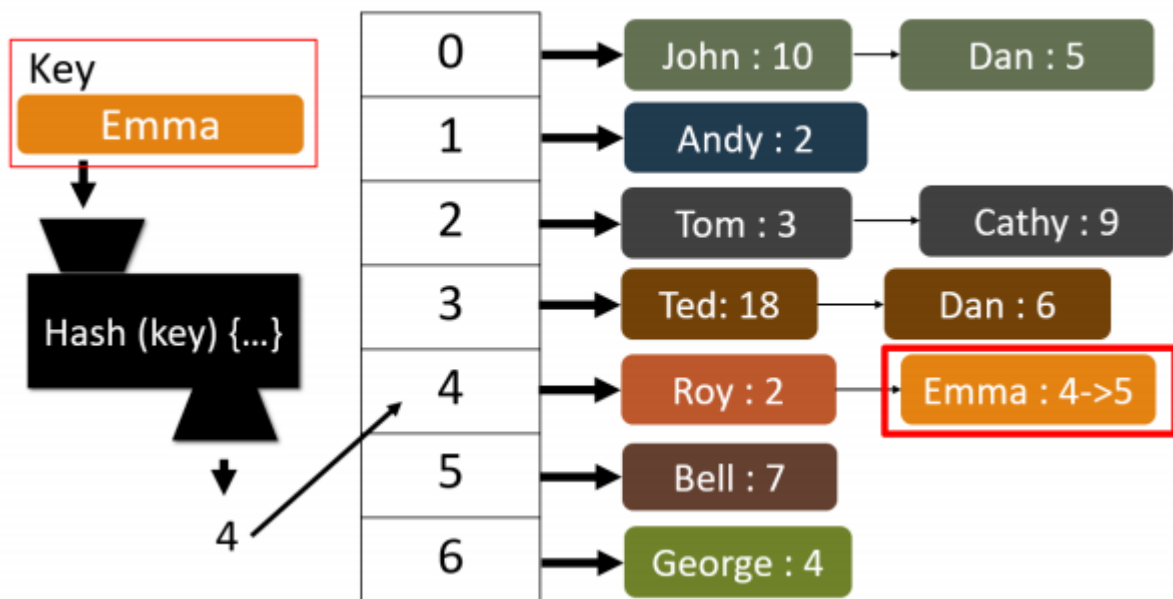 Key
Emma
Hash (key) {...}
4
0
John : 10
Dan : 5
1
Andy : 2
2
Tom : 3
Cathy : 9
3
Ted: 18
Dan : 6
4
Roy : 2
Emma : 4->5
5
Bell : 7
6
George : 4